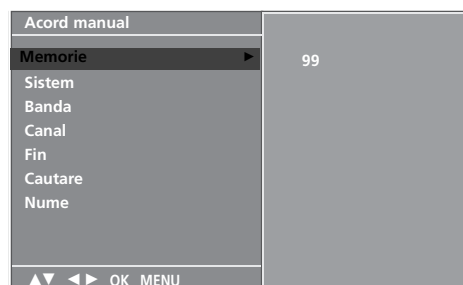 Acord manual
Memorie ► 99
Sistem
Banda
Canal
Fin
Cautare
Nume
▲▼ ◄► OK MENU